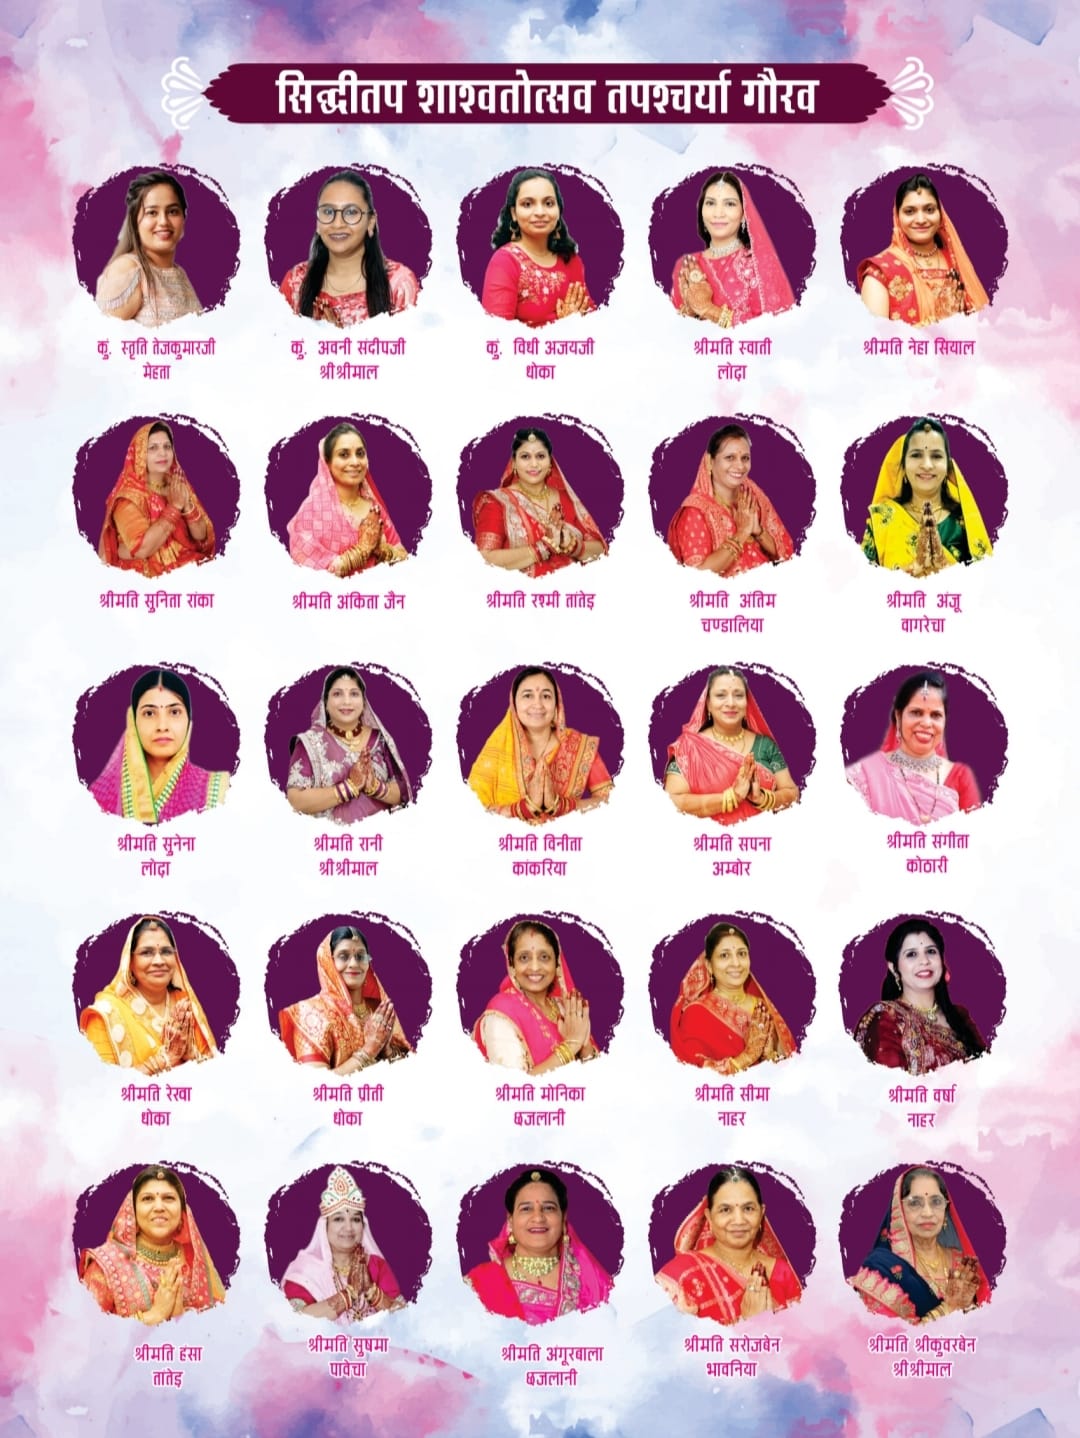 सिद्धीतप शाश्वतोत्सव तपश्चर्या गौरव
कुं. स्तृति तेजकुमारजी
मेहता
कुं. अवनी संदीपजी
श्रीश्रीमाल
कुं. विधी अजयजी
धोका
श्रीमति स्वाती
लोढ़ा
श्रीमति नेहा सियाल
श्रीमति सुनिता रांका
श्रीमति अंकिता जैन
श्रीमति रश्मी तांतेड़
श्रीमति अंतिम
चण्डालिया
श्रीमति अंजू
वागरेचा
श्रीमति सुनेना
लोढ़ा
श्रीमति रानी
श्रीश्रीमाल
श्रीमति विनीता
कांकरिया
श्रीमति सपना
अम्बोर
श्रीमति संगीता
कोठारी
श्रीमति रेखा
धोका
श्रीमति प्रीती
धोका
श्रीमति मोनिका
छजलानी
श्रीमति सीमा
नाहर
श्रीमति वर्षा
नाहर
श्रीमति हंसा
तांतेड़
श्रीमति सुषमा
पावेचा
श्रीमति अंगूरबाला
छजलानी
श्रीमति सरोजबेन
भावनिया
श्रीमति श्रीकुंवरबेन
श्रीश्रीमाल